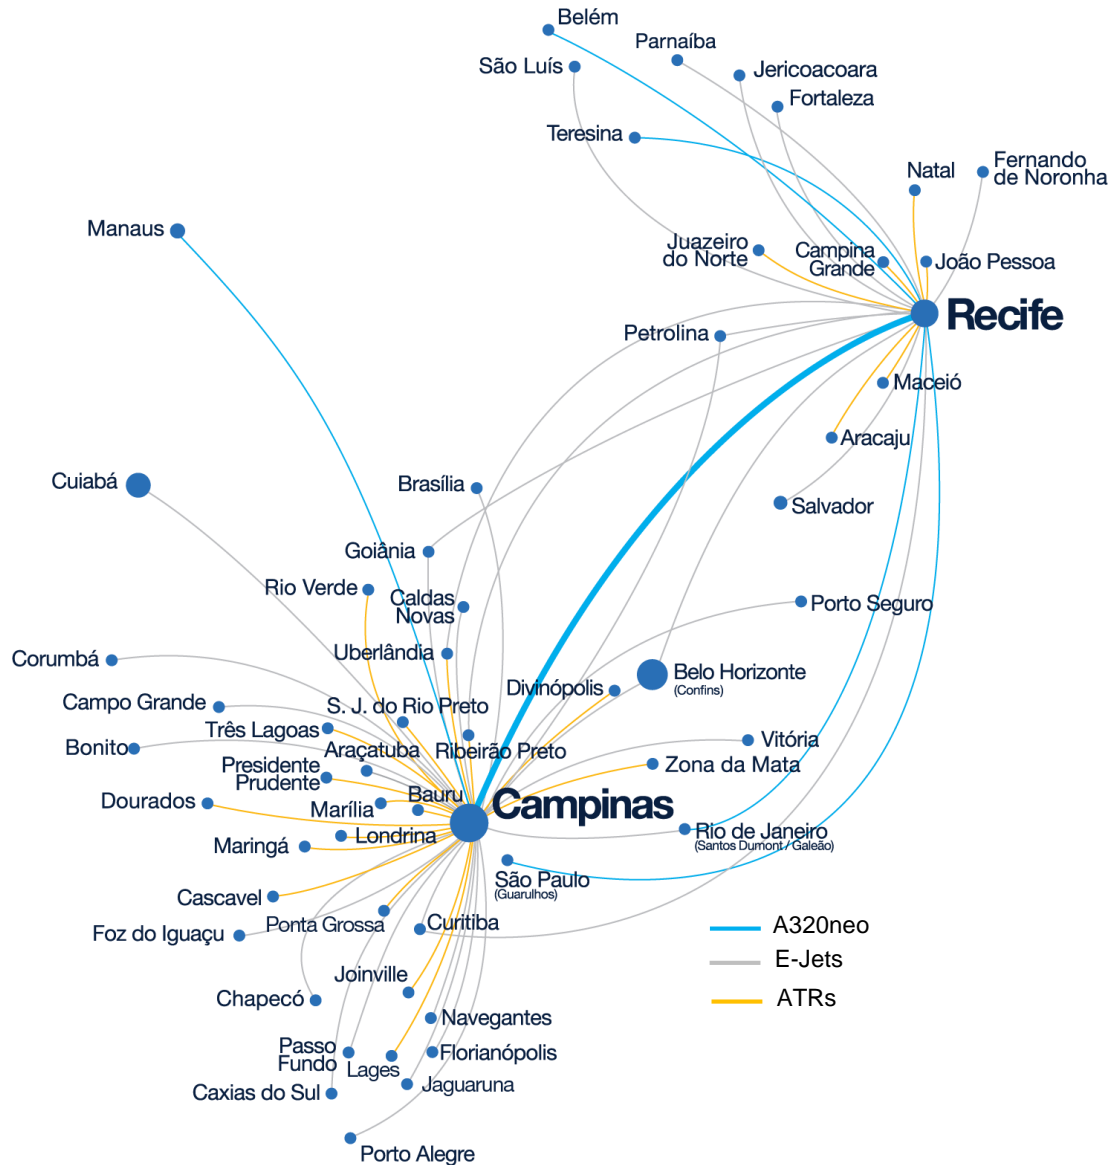 Belém
Parnaíba
São Luís
Jericoacoara
Fortaleza
Teresina
Fernando
de Noronha
Natal
Manaus
Juazeiro
do Norte
Campina
Grande
João Pessoa
Recife
Petrolina
Maceió
Aracaju
Cuiabá
Brasília
Salvador
Goiânia
Rio Verde
Caldas
Novas
Porto Seguro
Uberlândia
Corumbá
Belo Horizonte
(Confins)
Divinópolis
Campo Grande
S. J. do Rio Preto
Três Lagoas
Bonito
Araçatuba
Ribeirão Preto
Vitória
Presidente
Prudente
Zona da Mata
Dourados
Bauru
Marília
Campinas
Londrina
Rio de Janeiro
(Santos Dumont / Galeão)
Maringá
São Paulo
(Guarulhos)
Cascavel
Ponta Grossa
Curitiba
Foz do Iguaçu
A320neo
E-Jets
ATRs
Joinville
Chapecó
Navegantes
Passo
Fundo
Lages
Florianópolis
Jaguaruna
Caxias do Sul
Porto Alegre